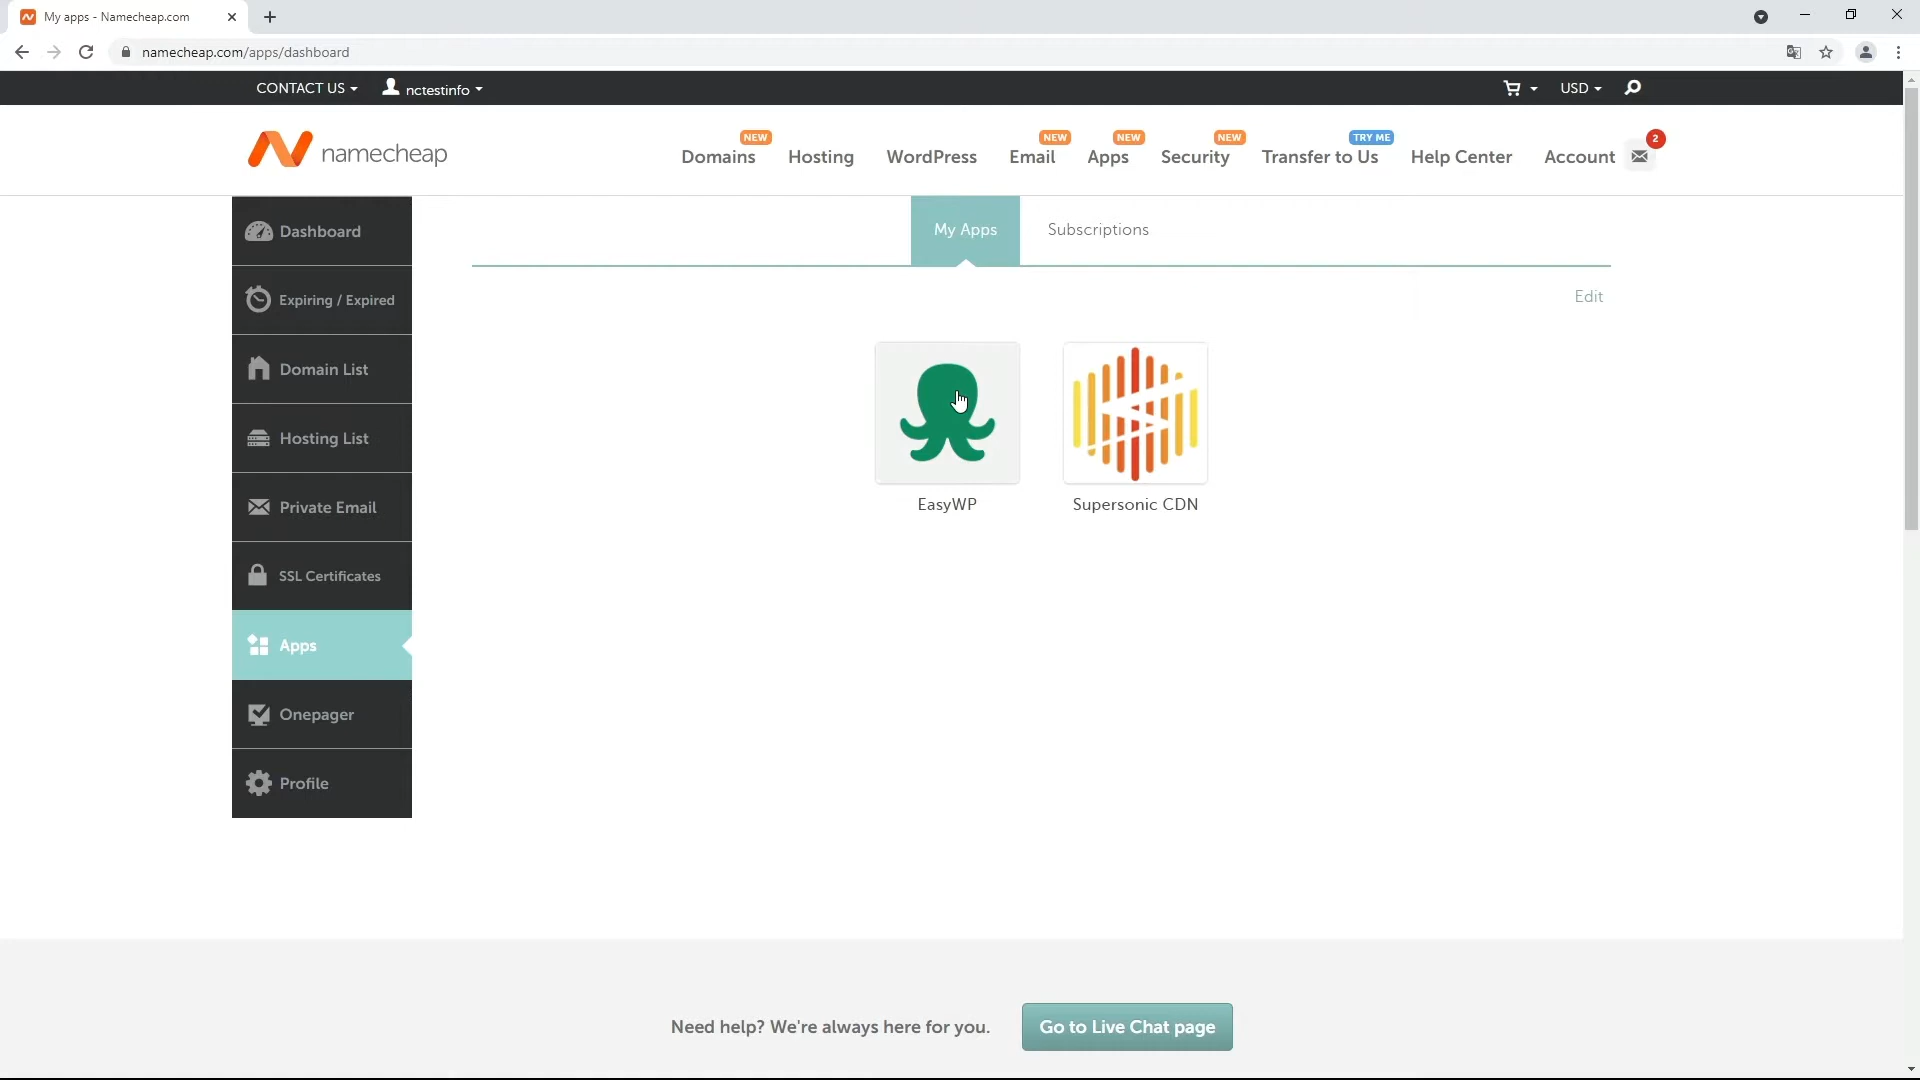 My apps - Namecheap.com
namecheap.com/apps/dashboard
CONTACT US
nctestinfo
USD
namecheap
NEW
Domains
Hosting
WordPress
NEW
Email
NEW
Apps
NEW
Security
TRY ME
Transfer to Us
Help Center
Account
2
Dashboard
Expiring / Expired
Domain List
Hosting List
Private Email
SSL Certificates
Apps
Onepager
Profile
My Apps
Subscriptions
Edit
EasyWP
Supersonic CDN
Need help? We're always here for you.
Go to Live Chat page